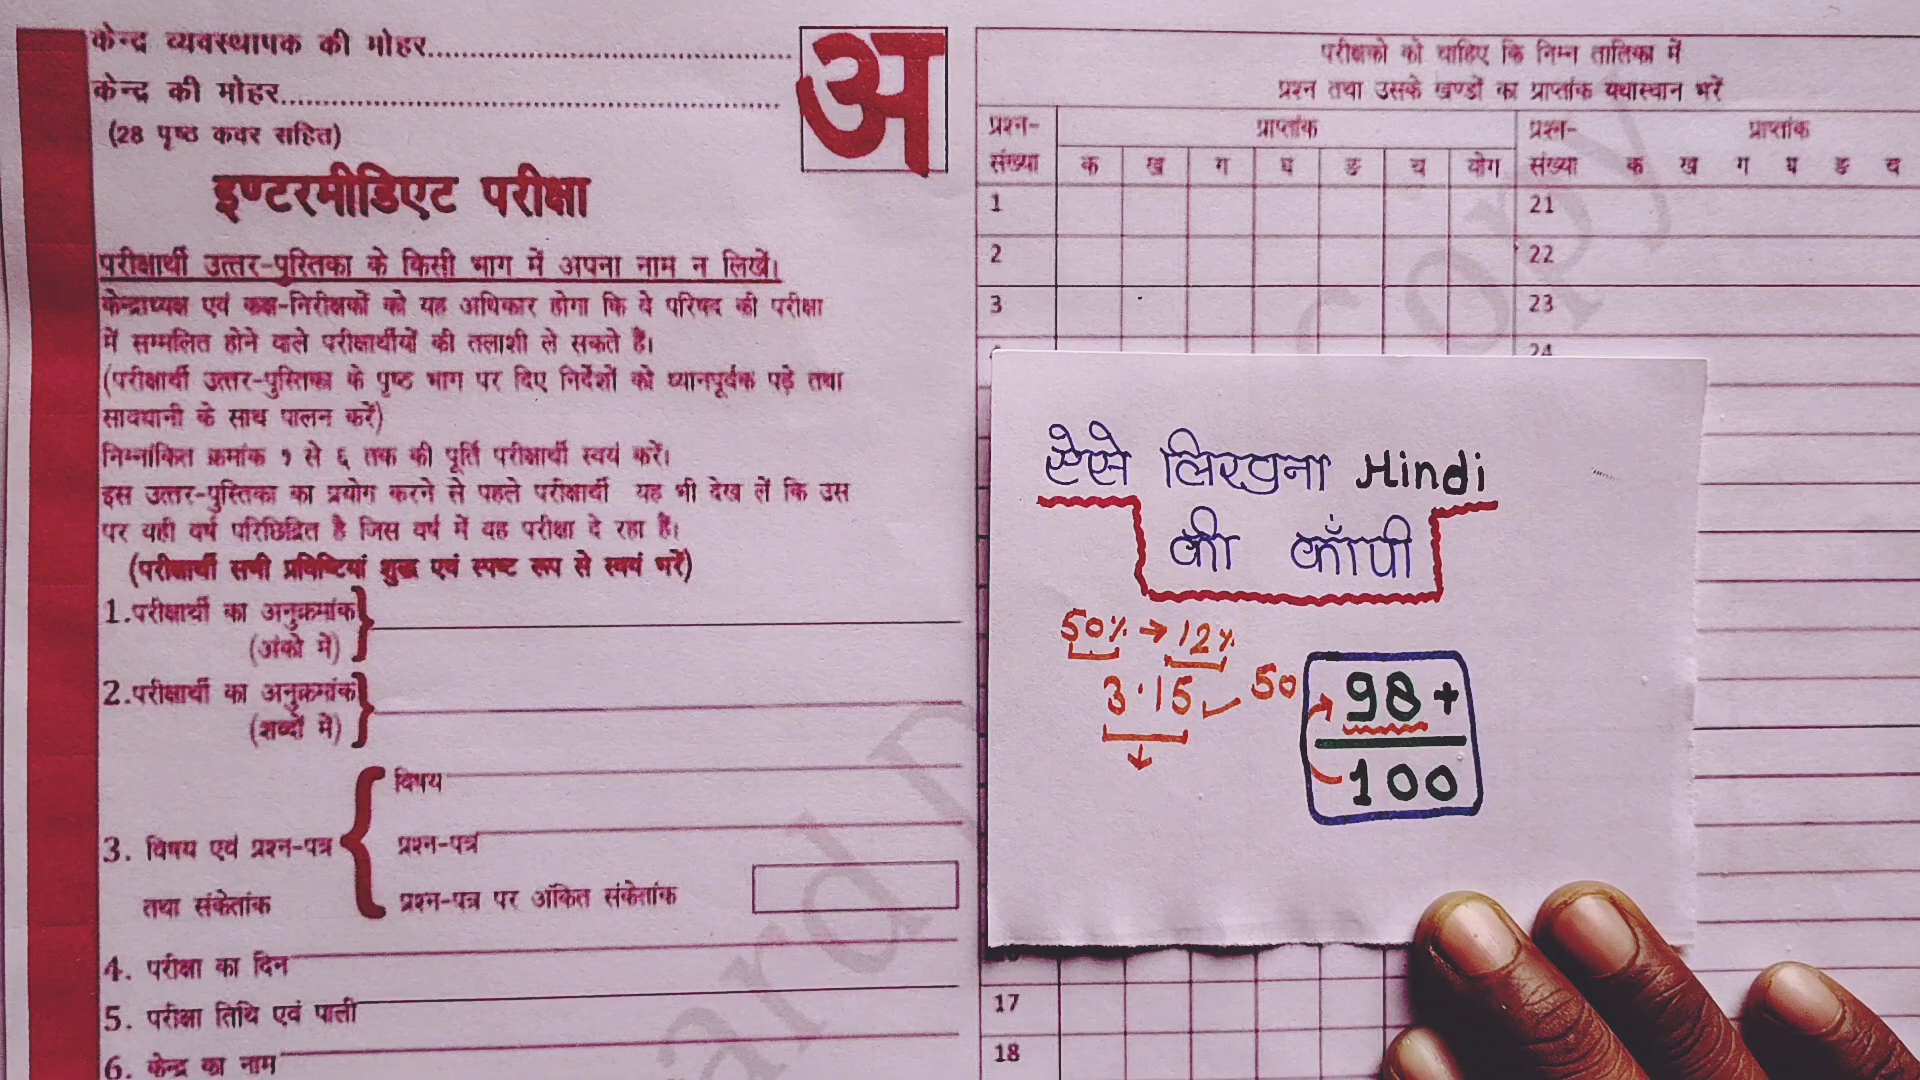 केन्द्र व्यवस्थापक की मोहर
केन्द्र की मोहर
(28 पृष्ठ कवर सहित)
अ
इण्टरमीडिएट परीक्षा
परीक्षार्थी उत्तर-पुस्तिका के किसी भाग में अपना नाम न लिखें।
केन्द्राध्यक्ष एवं कक्ष-निरीक्षकों को यह अधिकार होगा कि वे परिषद की परीक्षा
में सम्मलित होने वाले परीक्षार्थीयों की तलाशी ले सकते हैं।
(परीक्षार्थी उत्तर-पुस्तिका के पृष्ठ भाग पर दिए निर्देशों को ध्यानपूर्वक पढ़े तथा
सावधानी के साथ पालन करें)
निम्नांकित क्रमांक १ से ६ तक की पूर्ति परीक्षार्थी स्वयं करें।
इस उत्तर-पुस्तिका का प्रयोग करने से पहले परीक्षार्थी यह भी देख लें कि उस
पर वही वर्ष परिछिद्रित है जिस वर्ष में वह परीक्षा दे रहा है।
(परीक्षार्थी सभी प्रविष्टियां शुद्ध एवं स्पष्ट रूप से स्वयं भरें)
1. परीक्षार्थी का अनुक्रमांक
(अंको में)
2. परीक्षार्थी का अनुक्रमांक
(शब्दों में)
3. विषय एवं प्रश्न-पत्र
तथा संकेतांक
विषय
प्रश्न-पत्र
प्रश्न-पत्र पर अंकित संकेतांक
4. परीक्षा का दिन
5. परीक्षा तिथि एवं पाली
6. केन्द्र का नाम
परीक्षको को चाहिए कि निम्न तालिका में
प्रश्न तथा उसके खण्डों का प्राप्तांक यथास्थान भरें
प्रश्न- प्राप्तांक प्रश्न- प्राप्तांक
संख्या क ख ग घ ङ च योग संख्या क ख ग घ ङ च
1 21
2 22
3 23
24
ऐसे लिखना Hindi
की कॉपी
50% → 12%
3.15 50
98+
100
17
18
Copy